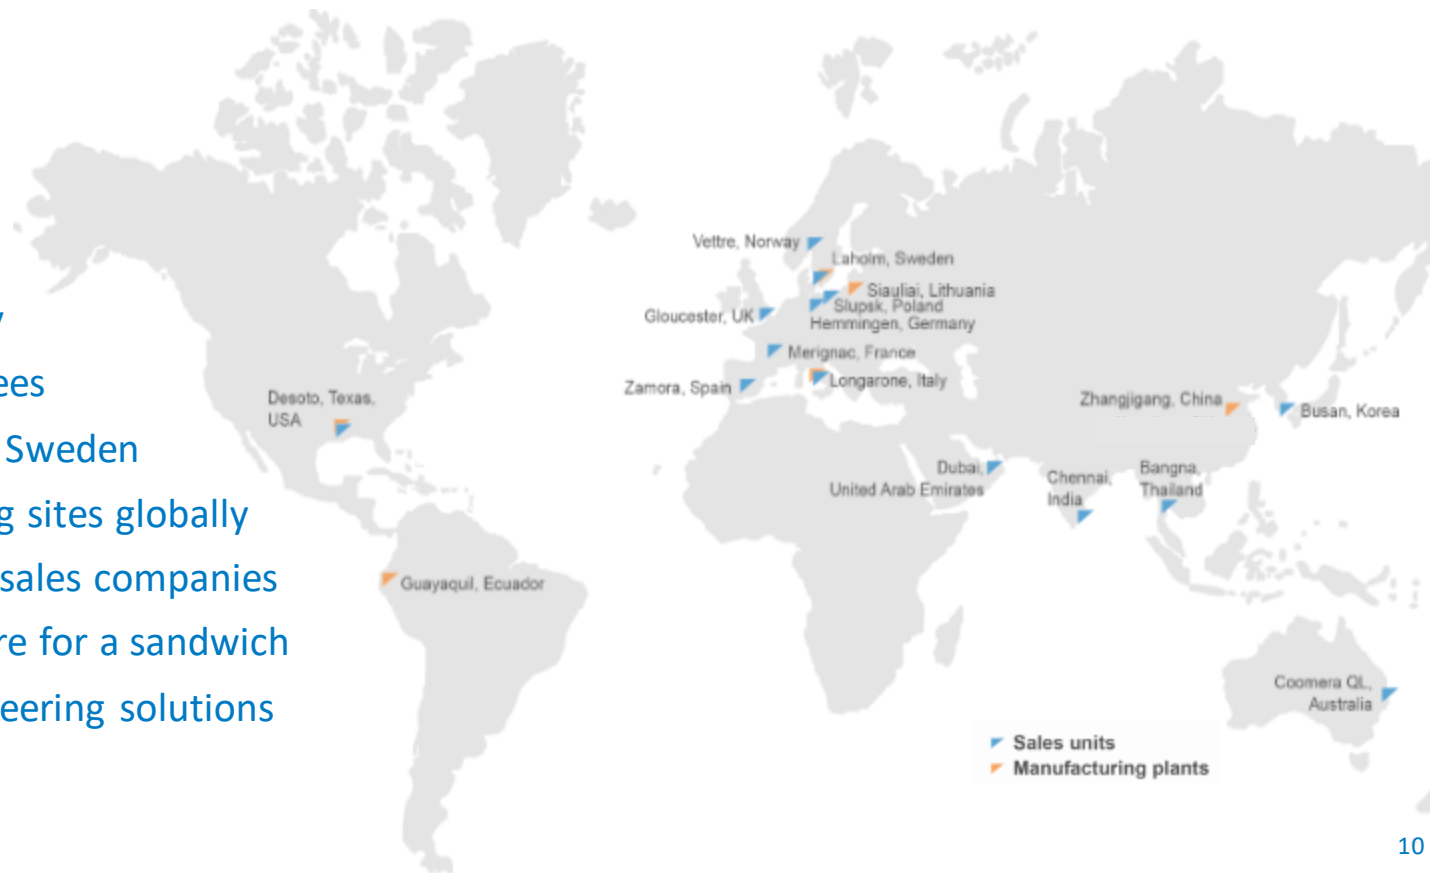 y
ees
Sweden
g sites globally
sales companies
re for a sandwich
eering solutions
Vettre, Norway
Laholm, Sweden
Siauliai, Lithuania
Slupsk, Poland
Hemmingen, Germany
Gloucester, UK
Merignac, France
Zamora, Spain
Longarone, Italy
Desoto, Texas,
USA
Zhangjigang, China
Busan, Korea
Dubai,
United Arab Emirates
Chennai,
India
Bangna,
Thailand
Guayaquil, Ecuador
Coomera QL,
Australia
Sales units
Manufacturing plants
10